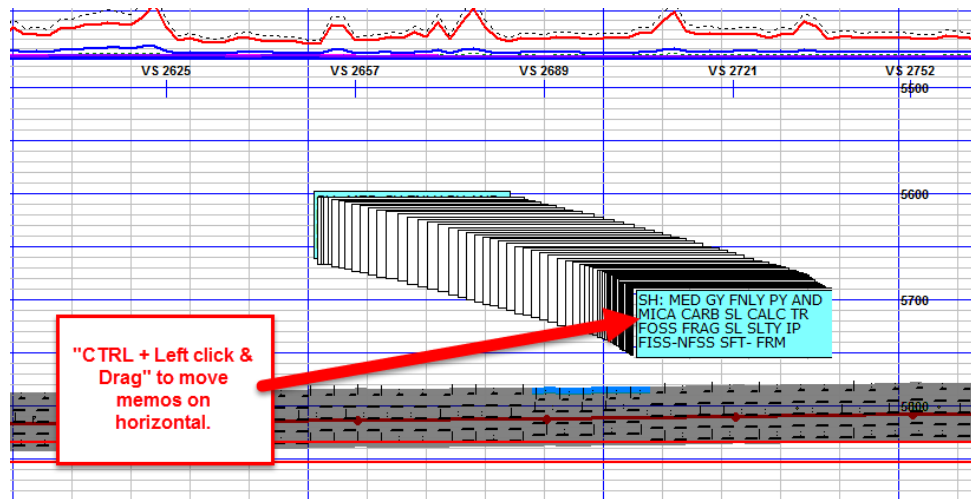 VS 2625 VS 2657 VS 2689 VS 2721 VS 2752
5500
5600
5700
SH: MED GY FNLY PY AND
MICA CARB SL CALC TR
FOSS FRAG SL SLTY IP
FISS-NFSS SFT- FRM
"CTRL + Left click &
Drag" to move
memos on
horizontal.
5800